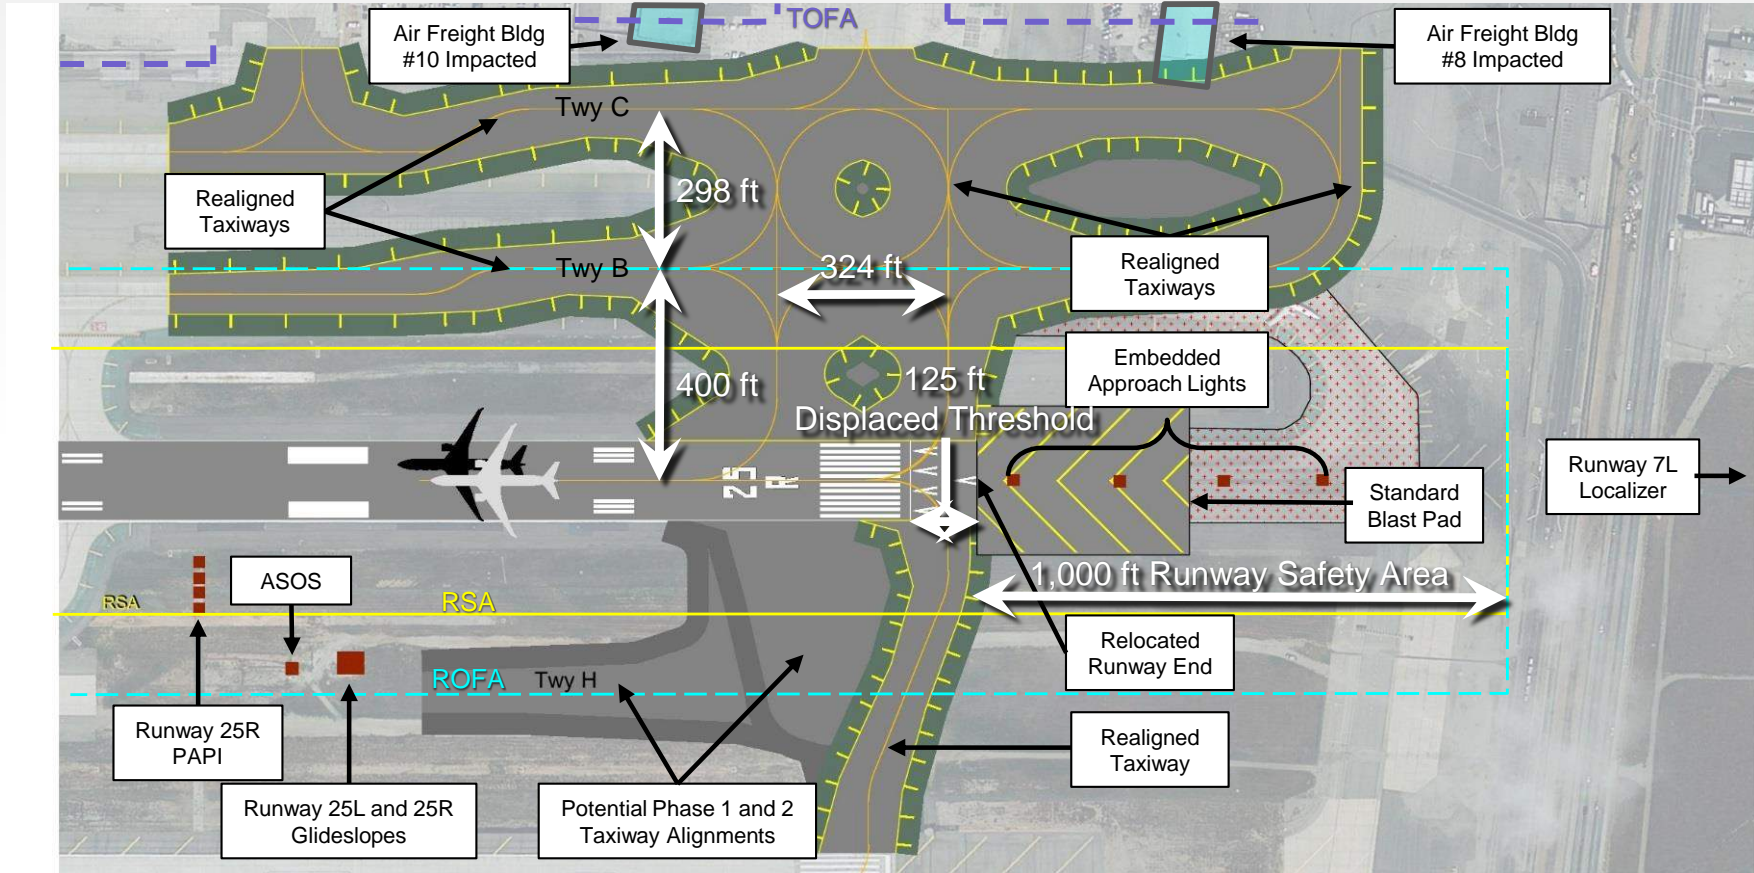 TOFA
Air Freight Bldg
#10 Impacted
Air Freight Bldg
#8 Impacted
Twy C
298 ft
Realigned
Taxiways
Twy B
324 ft
Realigned
Taxiways
Embedded
Approach Lights
400 ft
125 ft
Displaced Threshold
25
R
Runway 7L
Localizer
Standard
Blast Pad
ASOS
1,000 ft Runway Safety Area
RSA
RSA
Relocated
Runway End
ROFA
Twy H
Runway 25R
PAPI
Realigned
Taxiway
Runway 25L and 25R
Glideslopes
Potential Phase 1 and 2
Taxiway Alignments